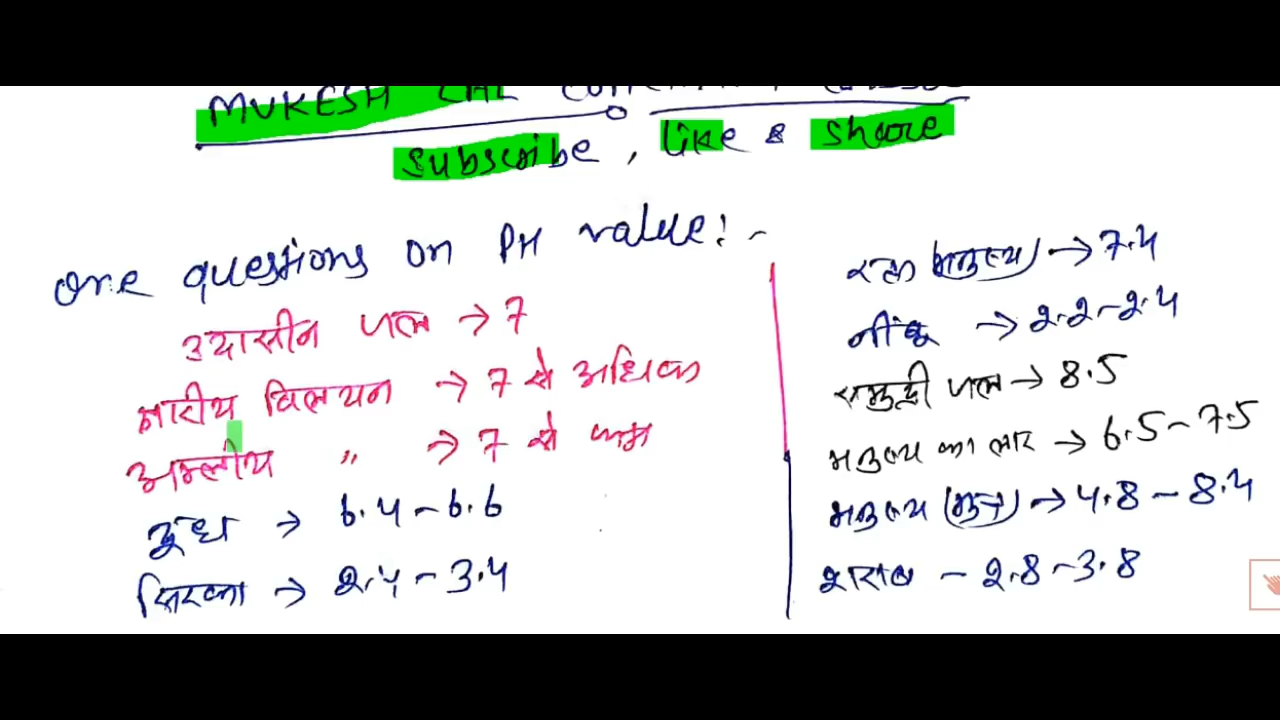 MUKESH
Subscribe, like & share
one questions on PH value:-
उदासीन जल → 7
क्षारीय विलयन → 7 से अधिक
अम्लीय " → 7 से कम
दुध → 6.4 - 6.6
सिरका → 2.4 - 3.4
रक्त (मनुष्य) → 7.4
नींबू → 2.2 - 2.4
समुद्री जल → 8.5
मनुष्य का लार → 6.5 - 7.5
मनुष्य (मुत्र) → 4.8 - 8.4
शराब - 2.8 - 3.8